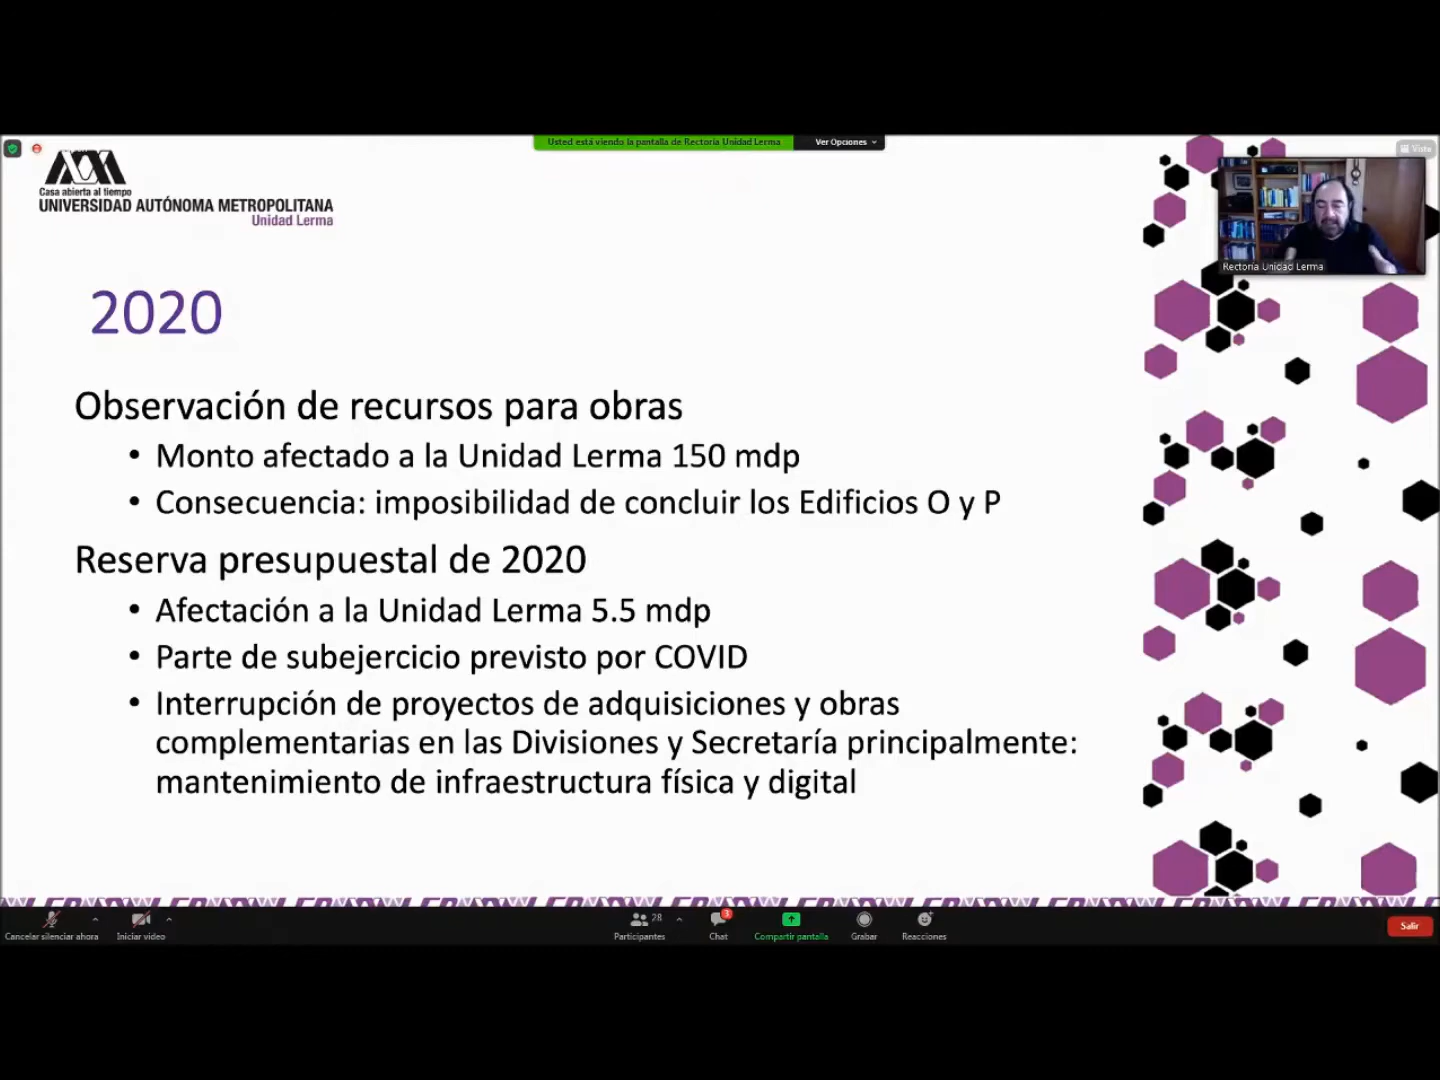 Usted está viendo la pantalla de Rectoría Unidad Lerma
Ver Opciones
Vista
Casa abierta al tiempo
UNIVERSIDAD AUTÓNOMA METROPOLITANA
Unidad Lerma
Rectoría Unidad Lerma
2020
Observación de recursos para obras
• Monto afectado a la Unidad Lerma 150 mdp
• Consecuencia: imposibilidad de concluir los Edificios O y P
Reserva presupuestal de 2020
• Afectación a la Unidad Lerma 5.5 mdp
• Parte de subejercicio previsto por COVID
• Interrupción de proyectos de adquisiciones y obras
complementarias en las Divisiones y Secretaría principalmente:
mantenimiento de infraestructura física y digital
Cancelar silenciar ahora
Iniciar video
28
Participantes
3
Chat
Compartir pantalla
Grabar
Reacciones
Salir